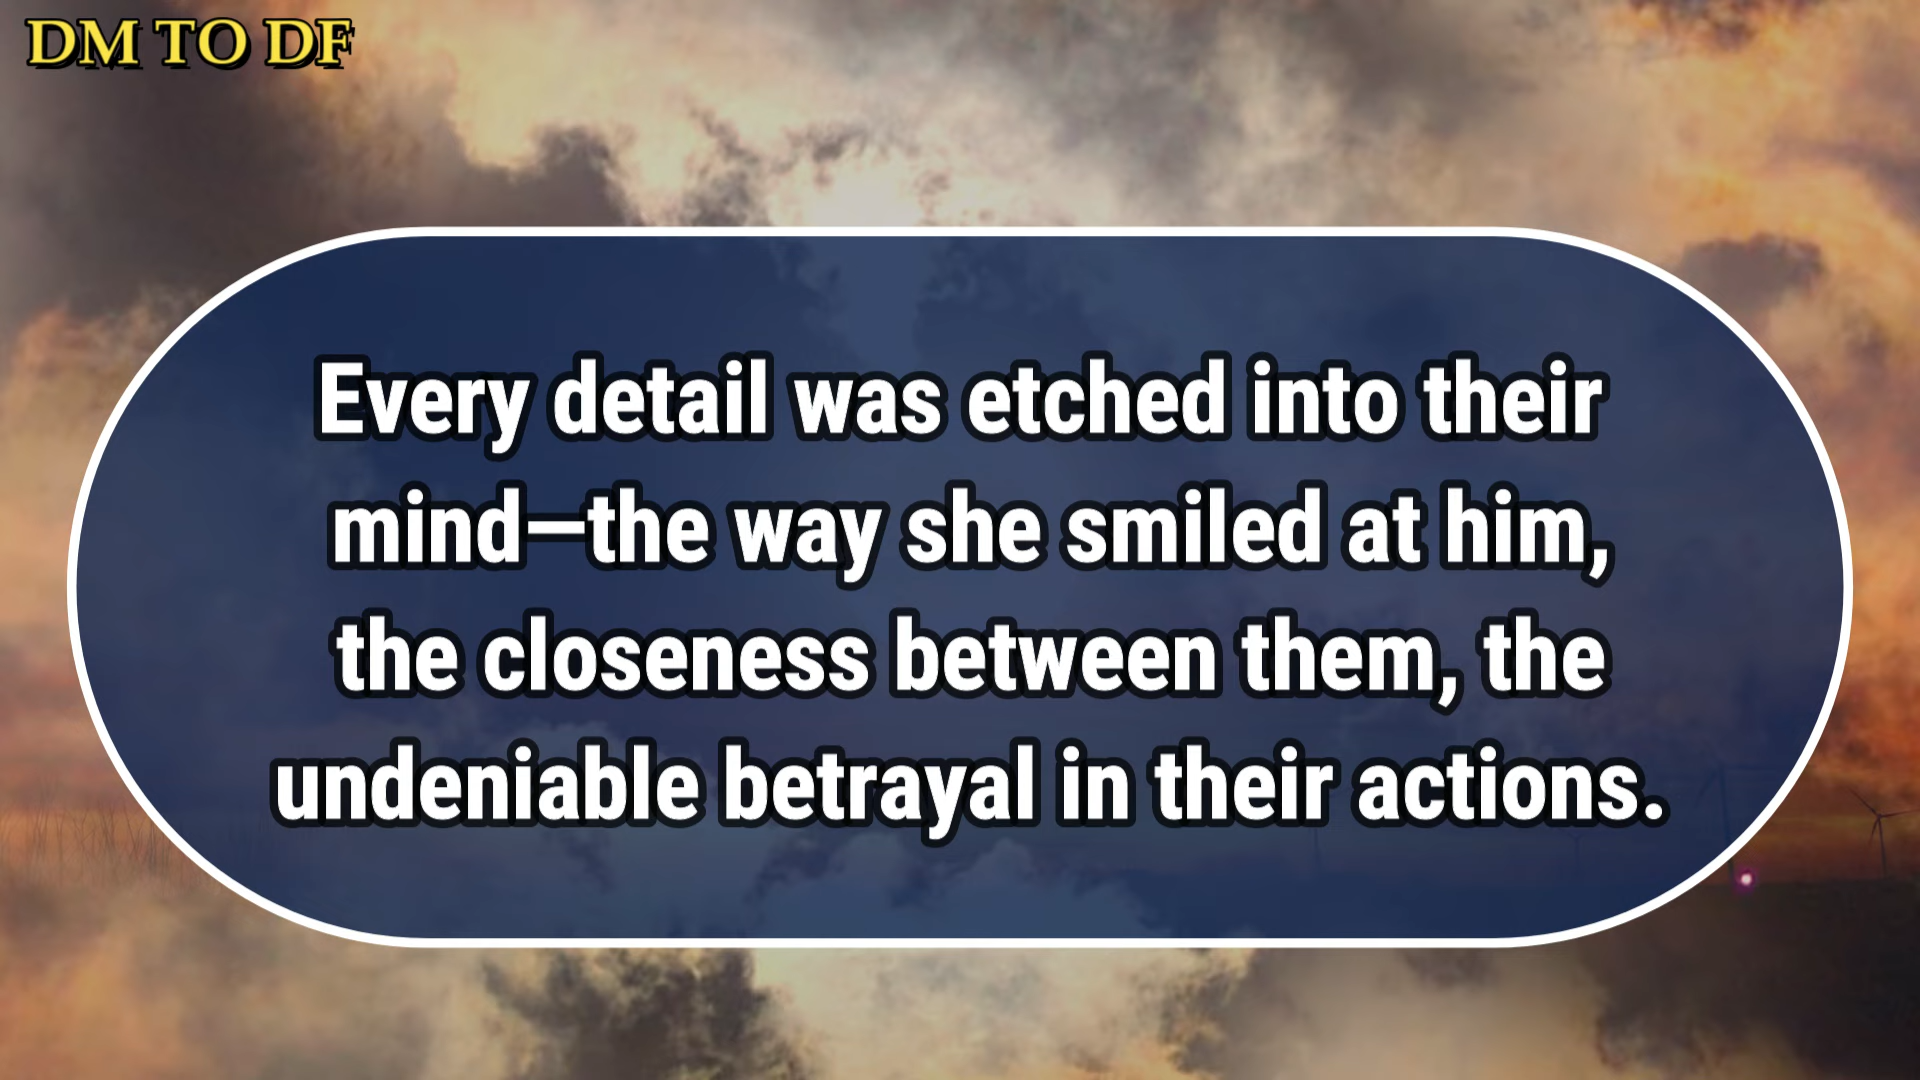 DM TO DF
Every detail was etched into their
mind—the way she smiled at him,
the closeness between them, the
undeniable betrayal in their actions.